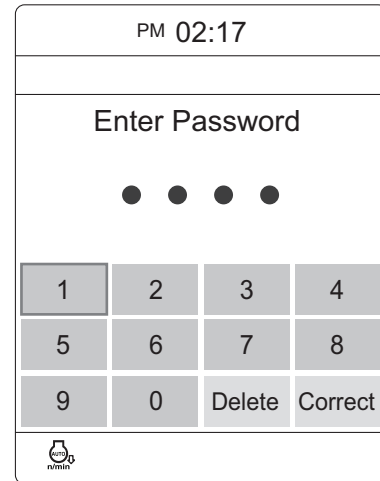 PM 02:17
Enter Password
1 2 3 4
5 6 7 8
9 0 Delete Correct
AUTO
n/min